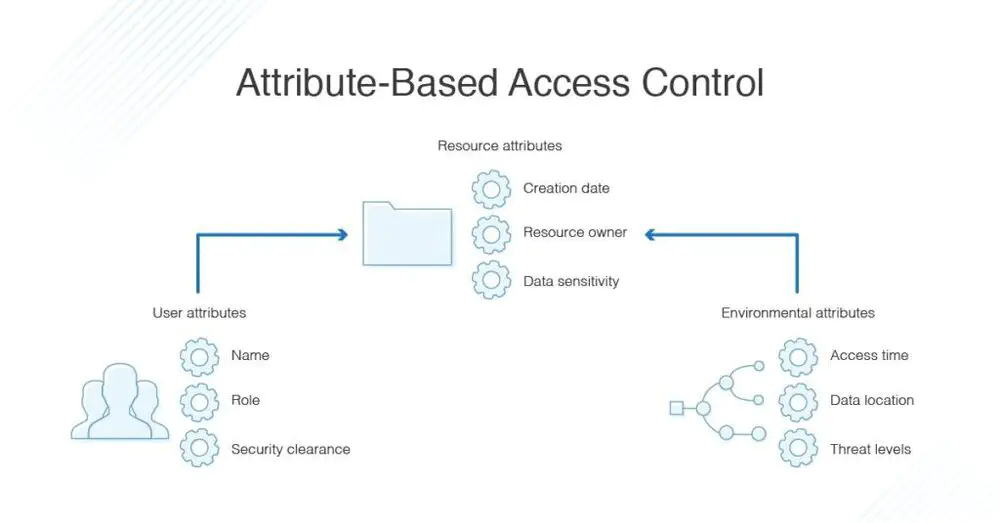 Attribute-Based Access Control
Resource attributes
Creation date
Resource owner
Data sensitivity
User attributes
Name
Role
Security clearance
Environmental attributes
Access time
Data location
Threat levels